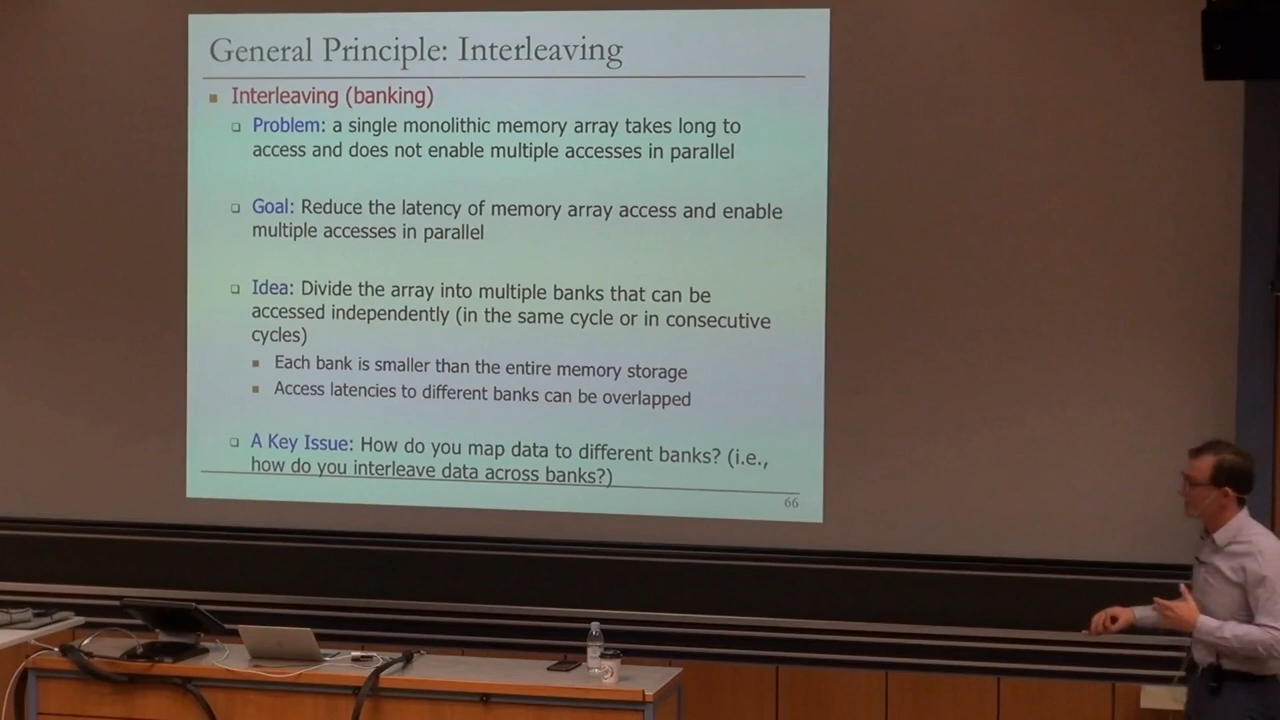 General Principle: Interleaving
Interleaving (banking)
Problem: a single monolithic memory array takes long to
access and does not enable multiple accesses in parallel
Goal: Reduce the latency of memory array access and enable
multiple accesses in parallel
Idea: Divide the array into multiple banks that can be
accessed independently (in the same cycle or in consecutive
cycles)
Each bank is smaller than the entire memory storage
Access latencies to different banks can be overlapped
A Key Issue: How do you map data to different banks? (i.e.,
how do you interleave data across banks?)
66